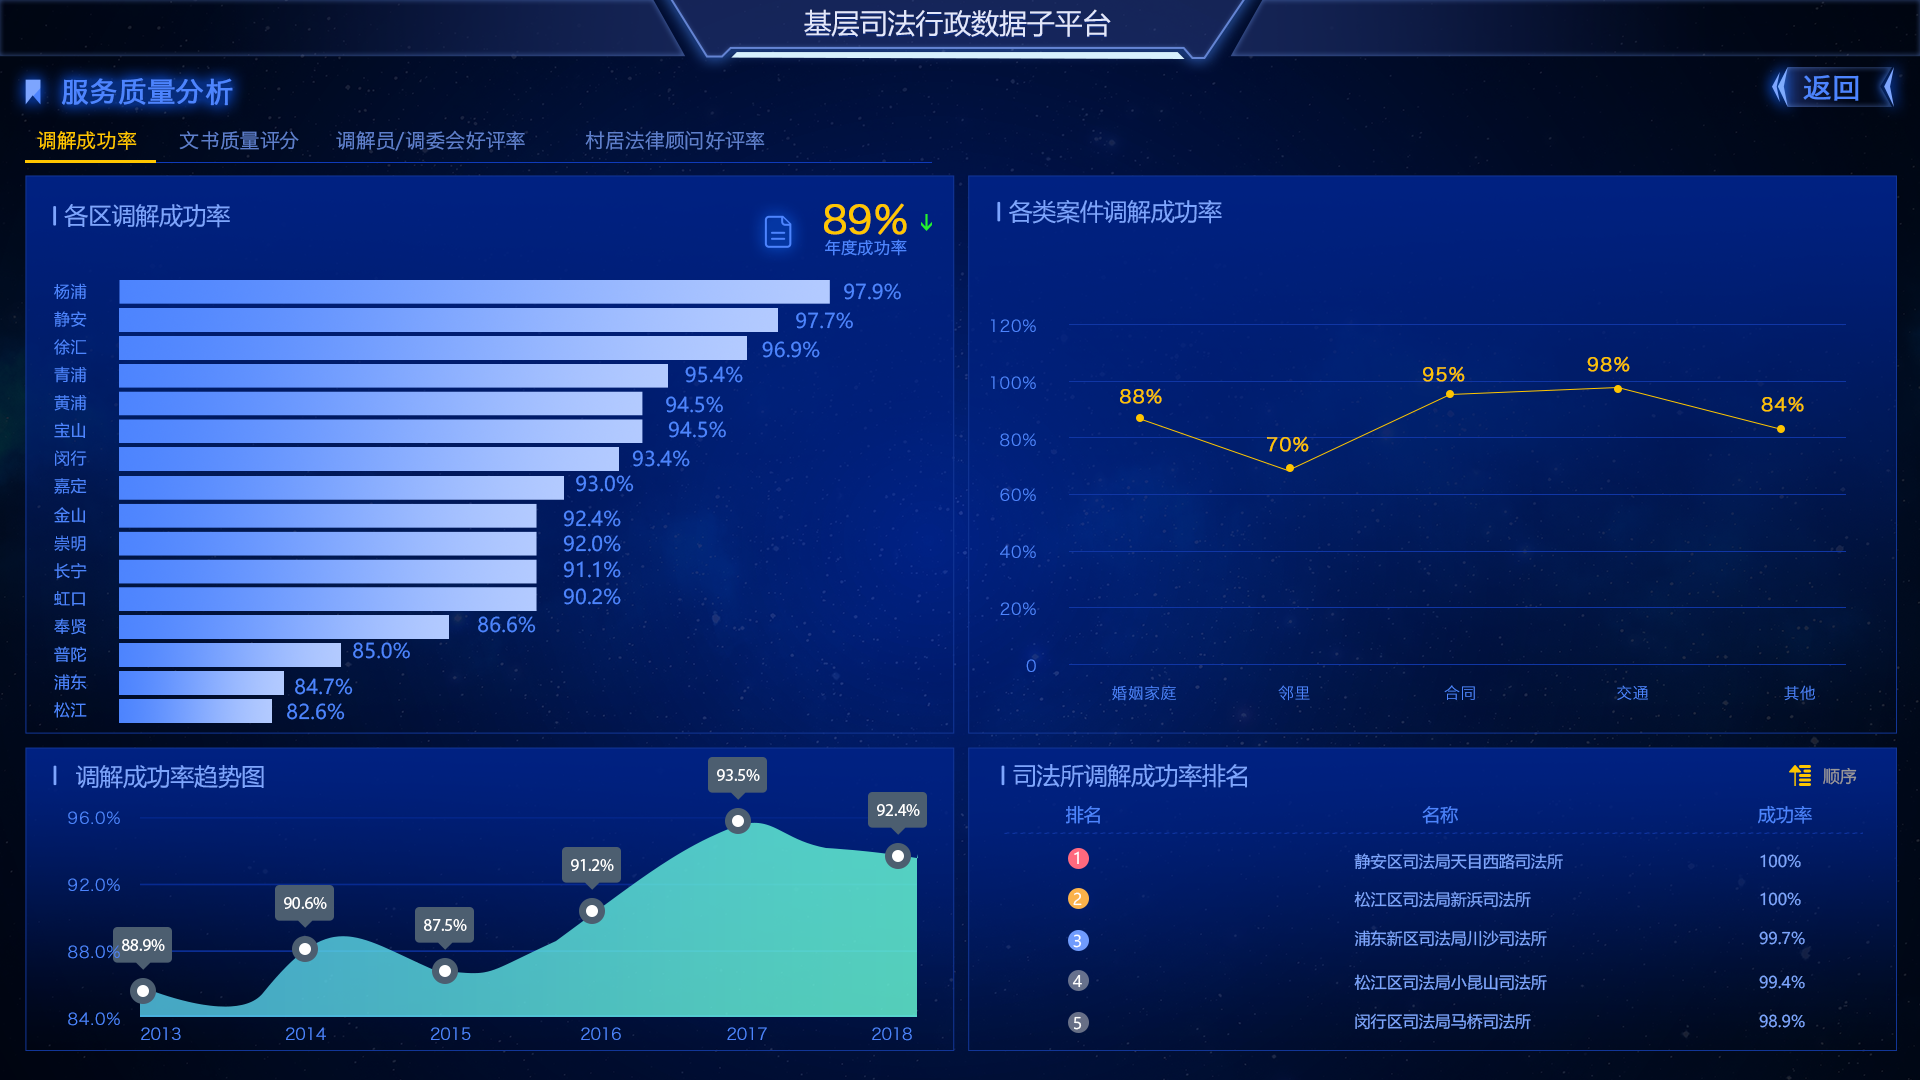 基层司法行政数据子平台
服务质量分析
返回
调解成功率 文书质量评分 调解员/调委会好评率 村居法律顾问好评率
各区调解成功率
89%
年度成功率
杨浦 97.9%
静安 97.7%
徐汇 96.9%
青浦 95.4%
黄浦 94.5%
宝山 94.5%
闵行 93.4%
嘉定 93.0%
金山 92.4%
崇明 92.0%
长宁 91.1%
虹口 90.2%
奉贤 86.6%
普陀 85.0%
浦东 84.7%
松江 82.6%
各类案件调解成功率
120%
100%
80%
60%
40%
20%
0
88%
70%
95%
98%
84%
婚姻家庭 邻里 合同 交通 其他
调解成功率趋势图
96.0%
92.0%
88.0%
84.0%
88.9%
90.6%
87.5%
91.2%
93.5%
92.4%
2013 2014 2015 2016 2017 2018
司法所调解成功率排名
顺序
排名 名称 成功率
1 静安区司法局天目西路司法所 100%
2 松江区司法局新浜司法所 100%
3 浦东新区司法局川沙司法所 99.7%
4 松江区司法局小昆山司法所 99.4%
5 闵行区司法局马桥司法所 98.9%